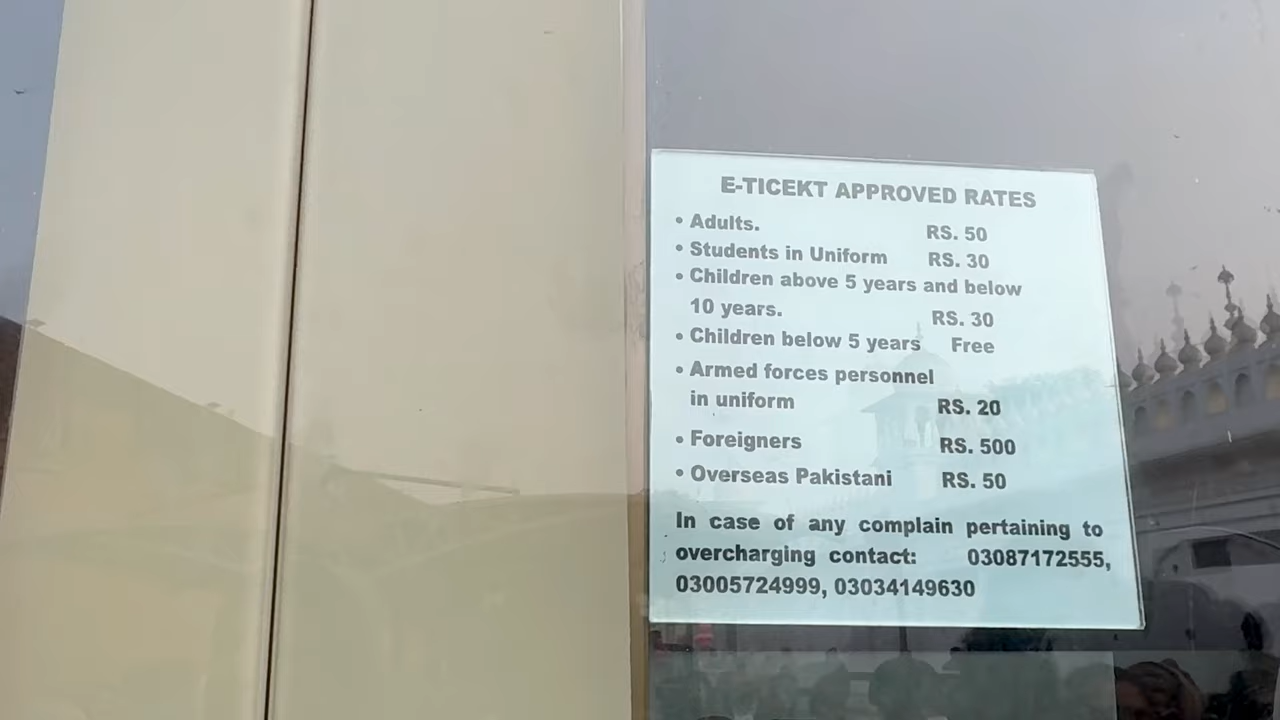 E-TICEKT APPROVED RATES
• Adults. RS. 50
• Students in Uniform RS. 30
• Children above 5 years and below
10 years. RS. 30
• Children below 5 years Free
• Armed forces personnel
in uniform RS. 20
• Foreigners RS. 500
• Overseas Pakistani RS. 50
In case of any complain pertaining to
overcharging contact: 03087172555,
03005724999, 03034149630